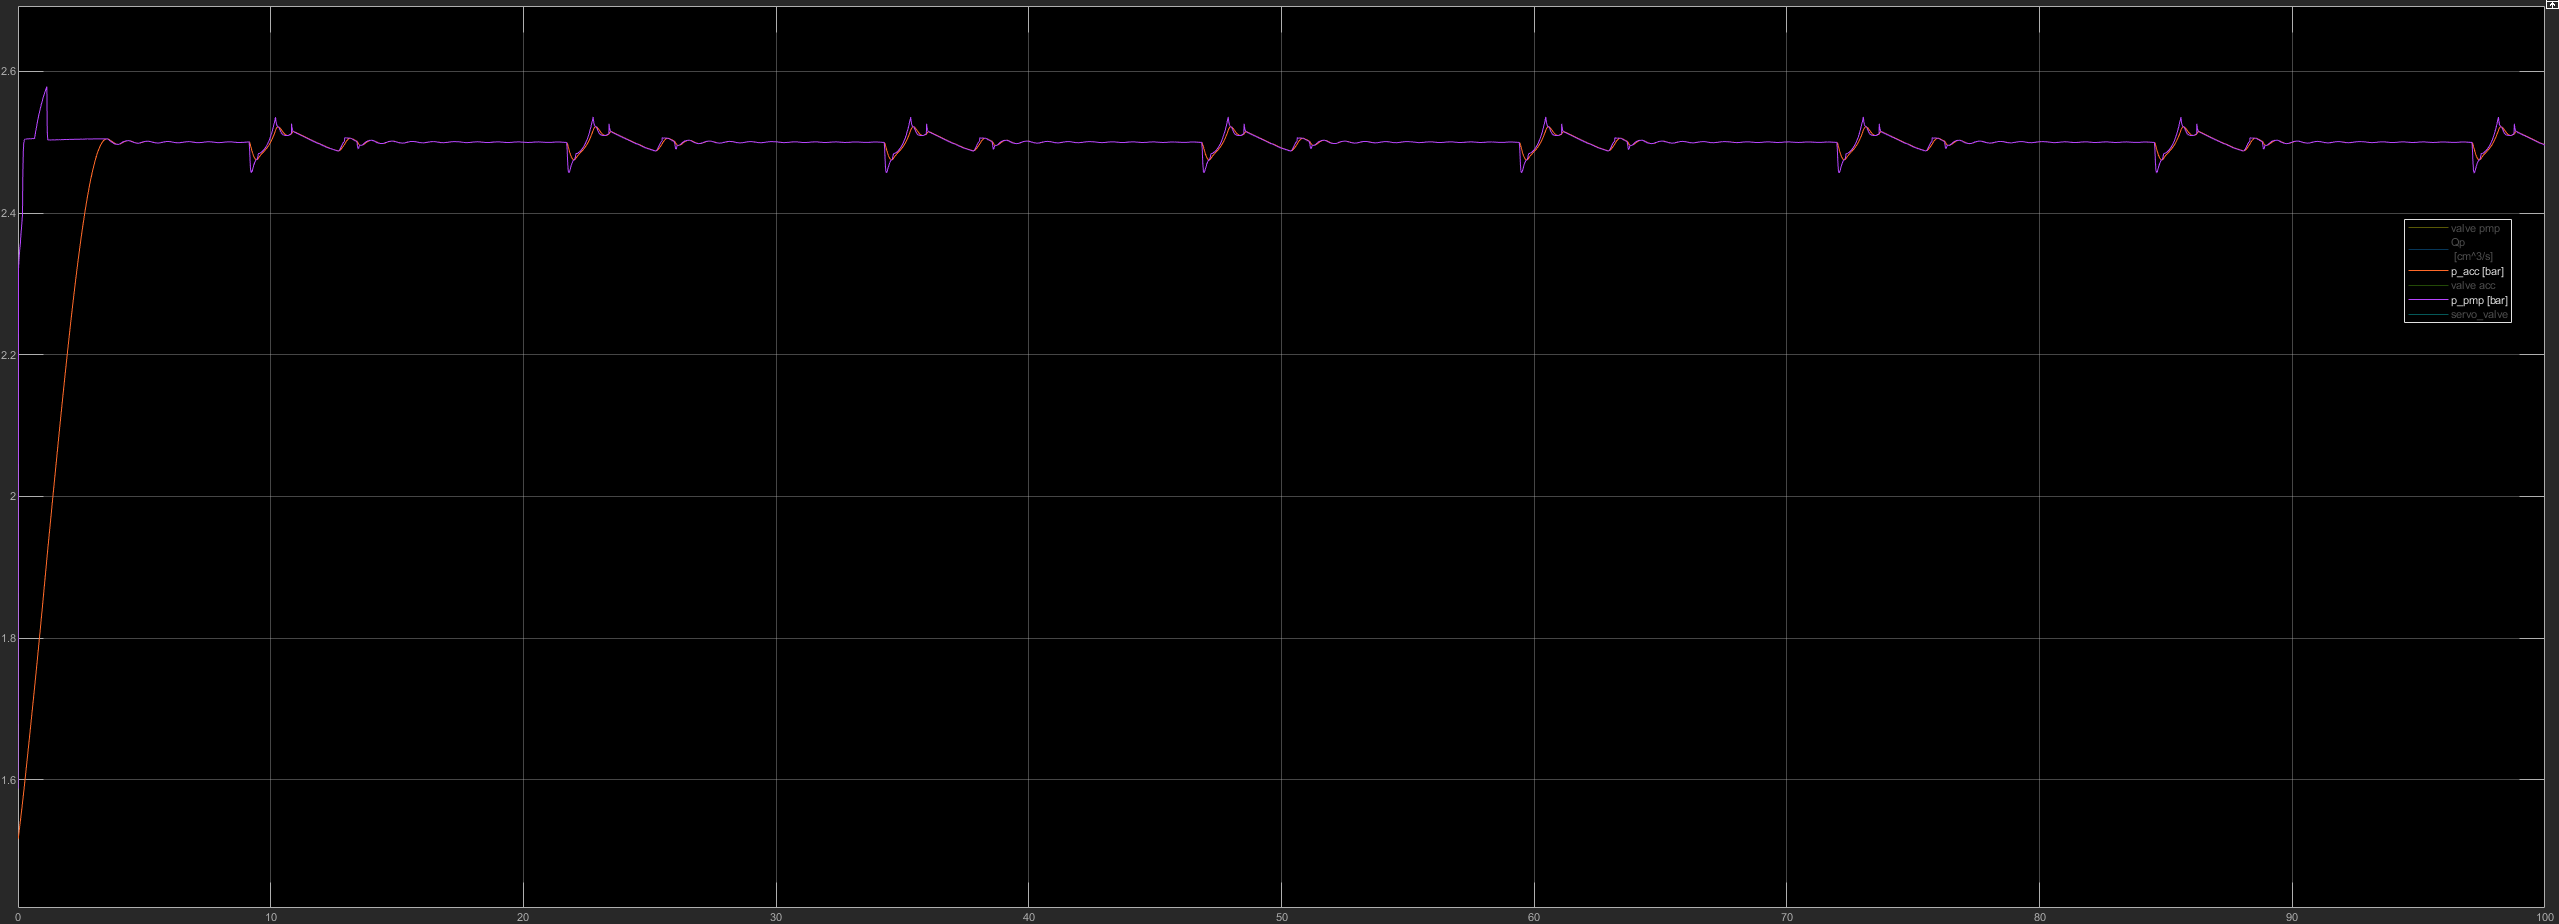 2.6
2.4
2.2
2
1.8
1.6
0 10 20 30 40 50 60 70 80 90 100
valve pmp
Qp
[cm^3/s]
p_acc [bar]
valve acc
p_pmp [bar]
servo_valve